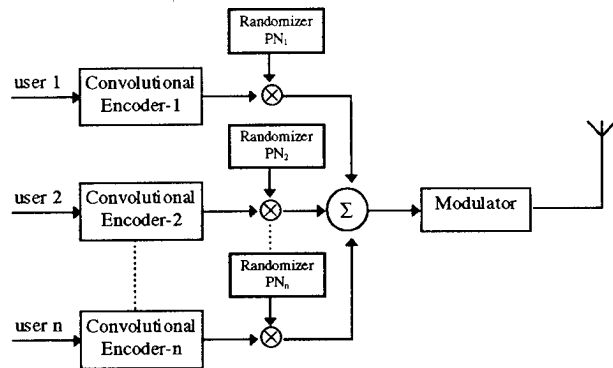 Randomizer
PN₁
user 1
Convolutional
Encoder-1
Randomizer
PN₂
user 2
Convolutional
Encoder-2
Σ
Modulator
Randomizer
PNₙ
user n
Convolutional
Encoder-n